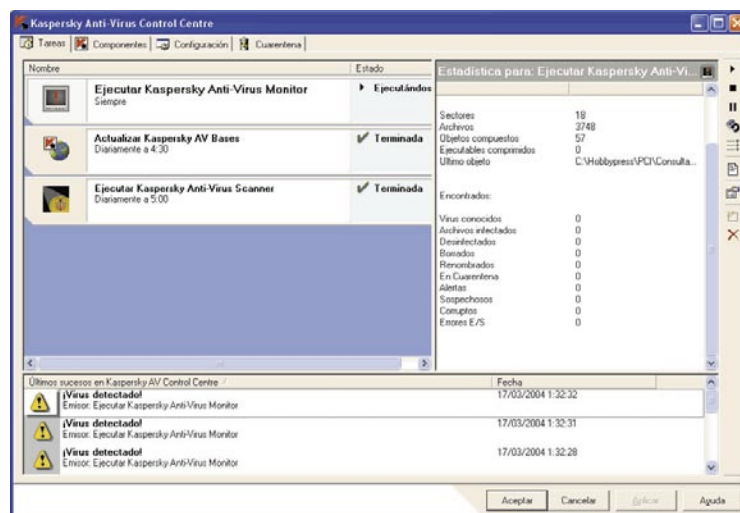 Kaspersky Anti-Virus Control Centre
Tareas Componentes Configuración Cuarentena
Nombre Estado
Ejecutar Kaspersky Anti-Virus Monitor Ejecutándos
Siempre
Actualizar Kaspersky AV Bases Terminada
Diariamente a 4:30
Ejecutar Kaspersky Anti-Virus Scanner Terminada
Diariamente a 5:00
Estadística para: Ejecutar Kaspersky Anti-Vi...
Sectores 18
Archivos 3748
Objetos compuestos 57
Ejecutables comprimidos 0
Ultimo objeto C:\Hobbypress\PCI\Consulta...
Encontrados:
Virus conocidos 0
Archivos infectados 0
Desinfectados 0
Borrados 0
Renombrados 0
En Cuarentena 0
Alertas 0
Sospechosos 0
Corruptos 0
Errores E/S 0
Últimos sucesos en Kaspersky AV Control Centre Fecha
¡Virus detectado! 17/03/2004 1:32:32
Emisor: Ejecutar Kaspersky Anti-Virus Monitor
¡Virus detectado! 17/03/2004 1:32:31
Emisor: Ejecutar Kaspersky Anti-Virus Monitor
¡Virus detectado! 17/03/2004 1:32:28
Emisor: Ejecutar Kaspersky Anti-Virus Monitor
Aceptar Cancelar Aplicar Ayuda